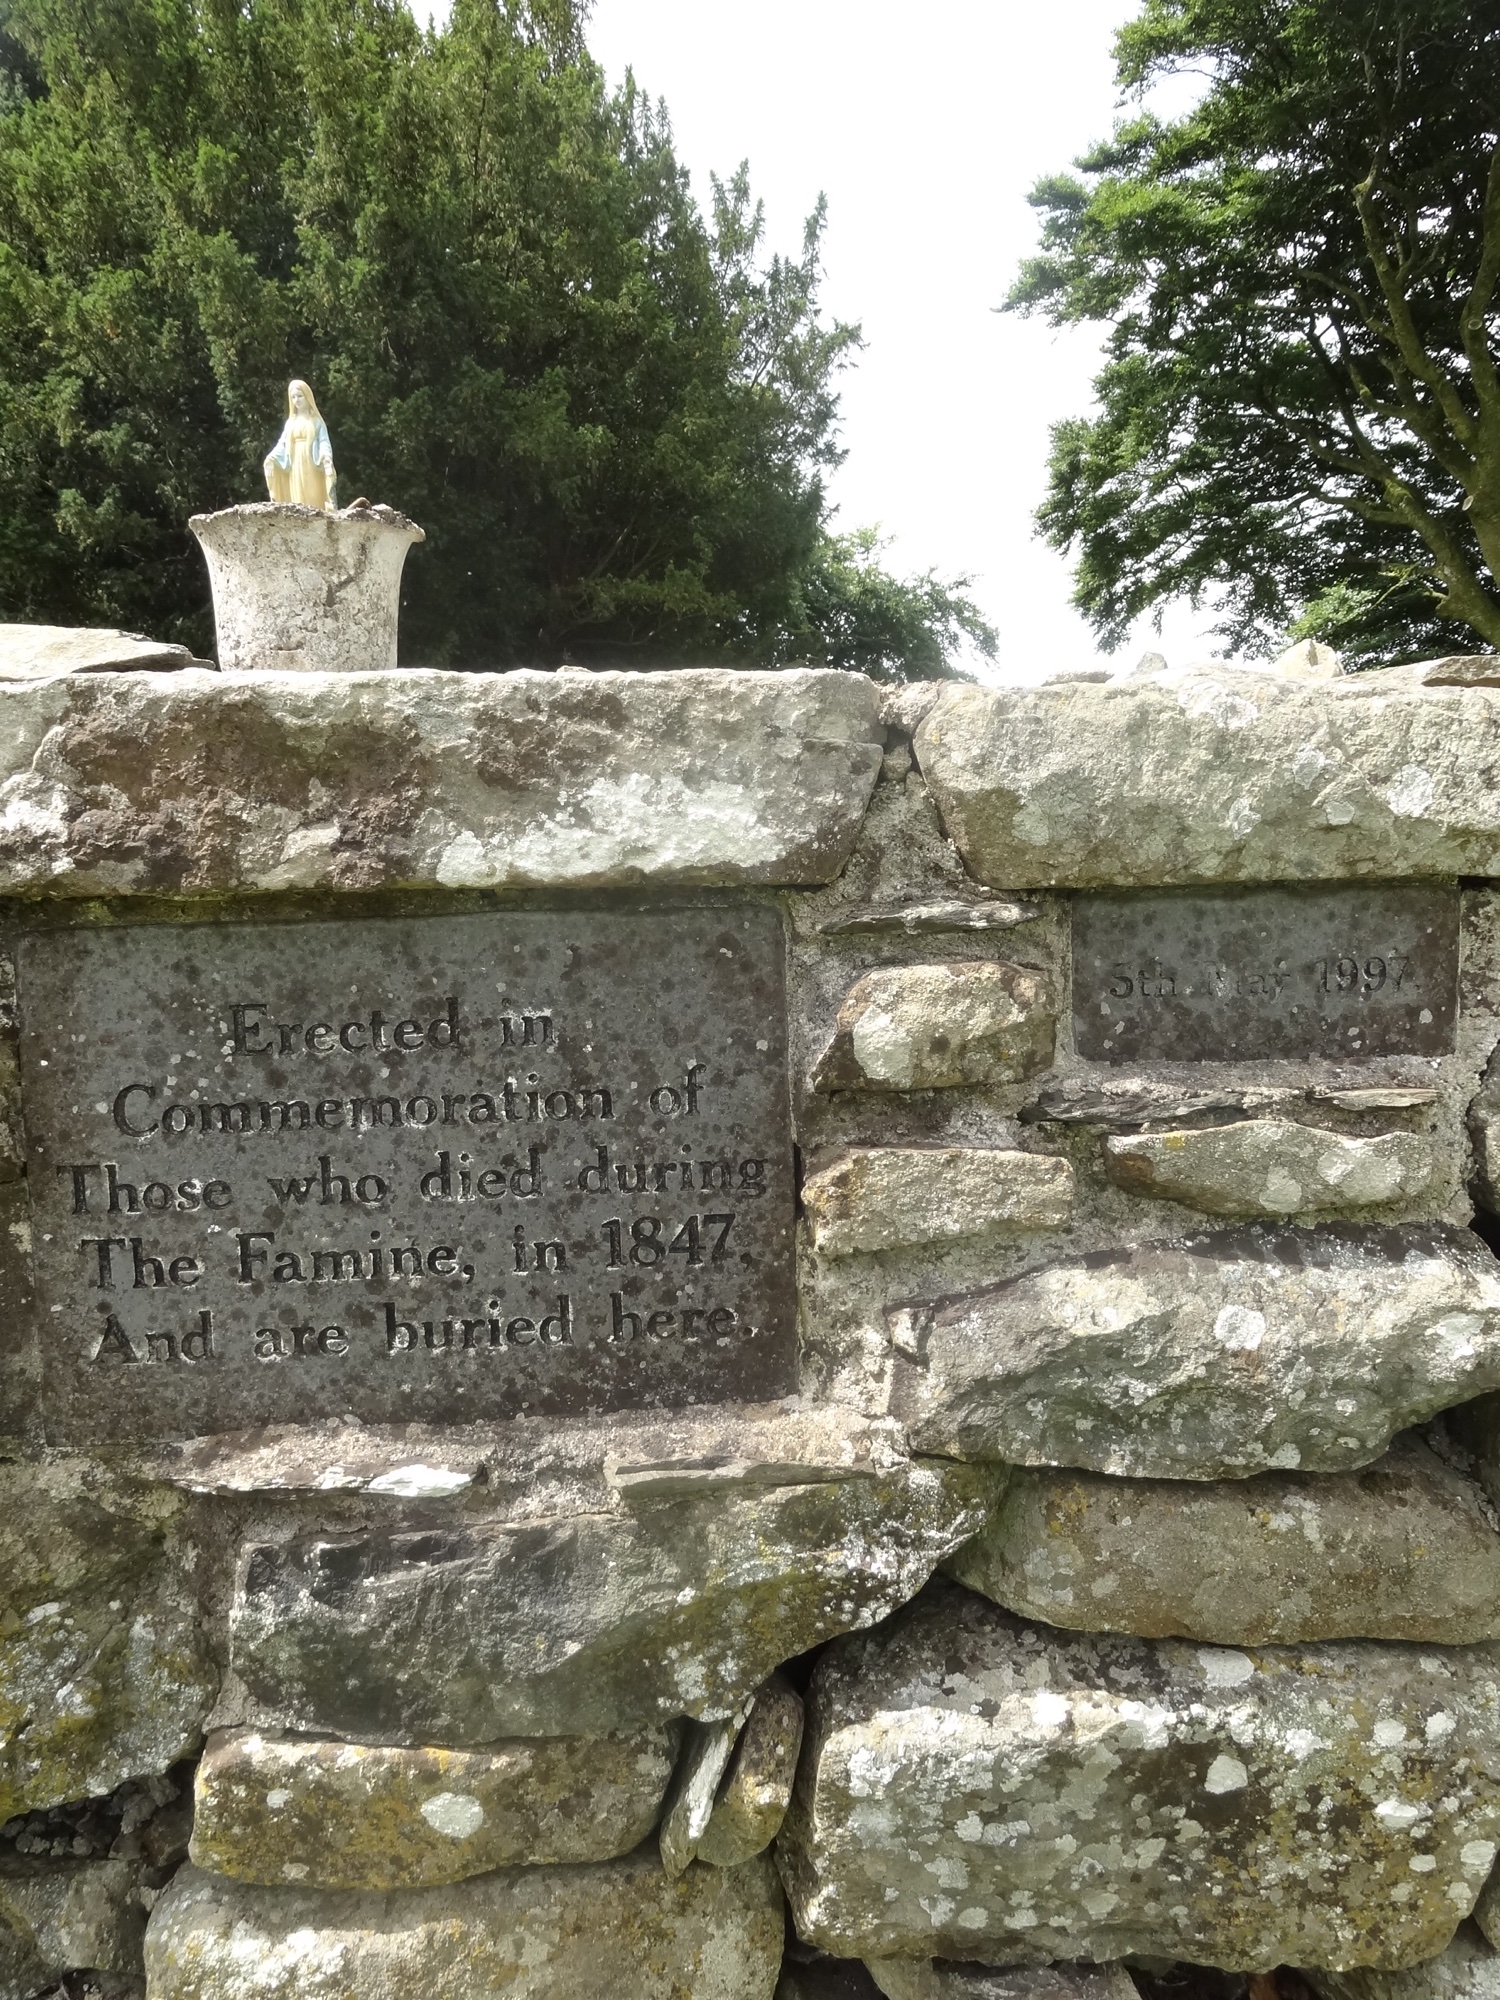 Erected in
Commemoration of
Those who died during
The Famine, in 1847,
And are buried here.
5th May 1997.